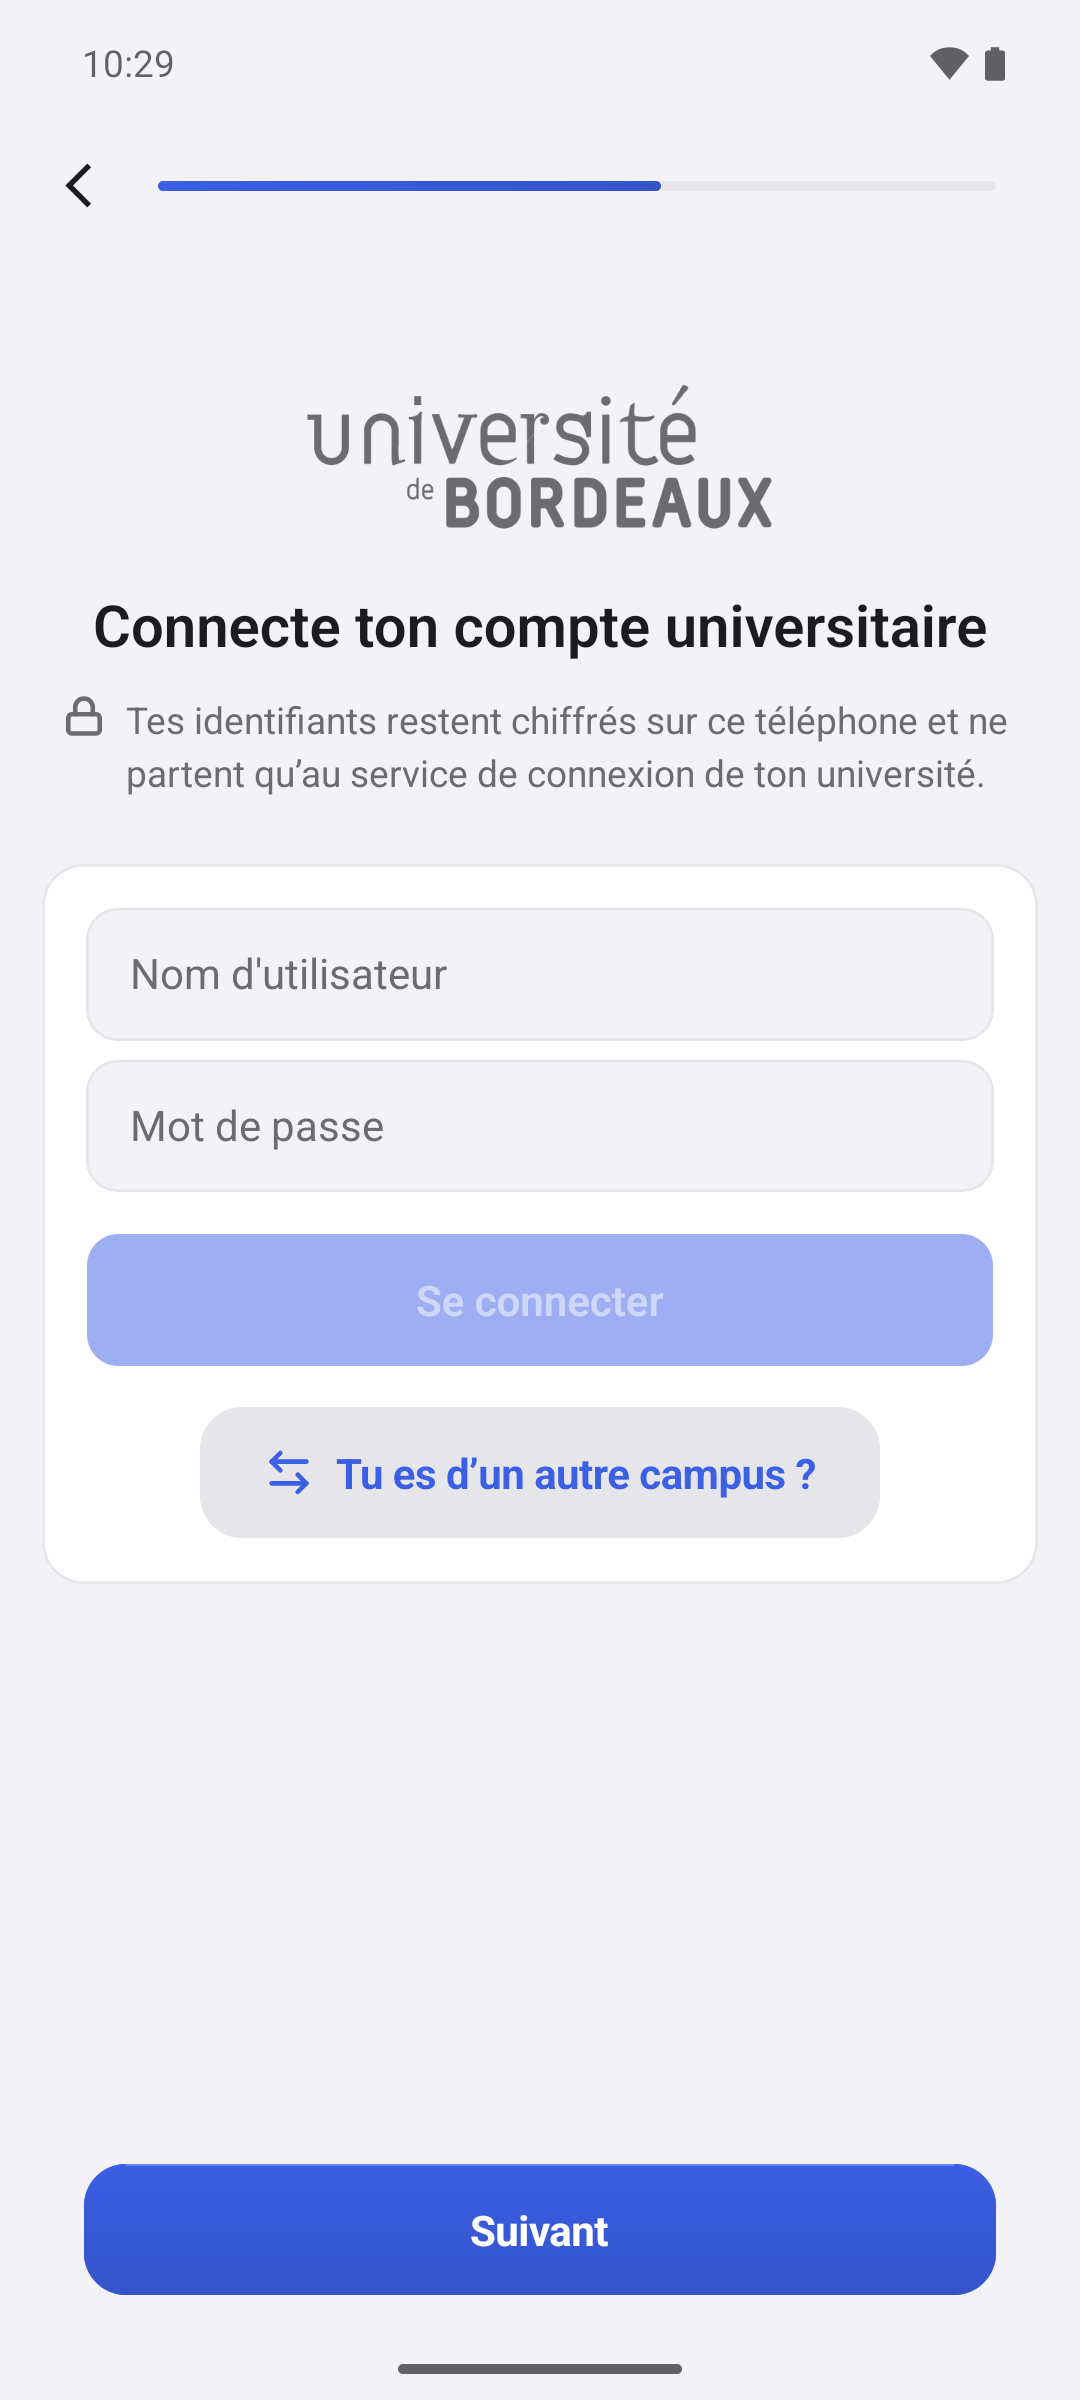 10:29
université
de BORDEAUX
Connecte ton compte universitaire
Tes identifiants restent chiffrés sur ce téléphone et ne
partent qu’au service de connexion de ton université.
Nom d'utilisateur
Mot de passe
Se connecter
Tu es d’un autre campus ?
Suivant